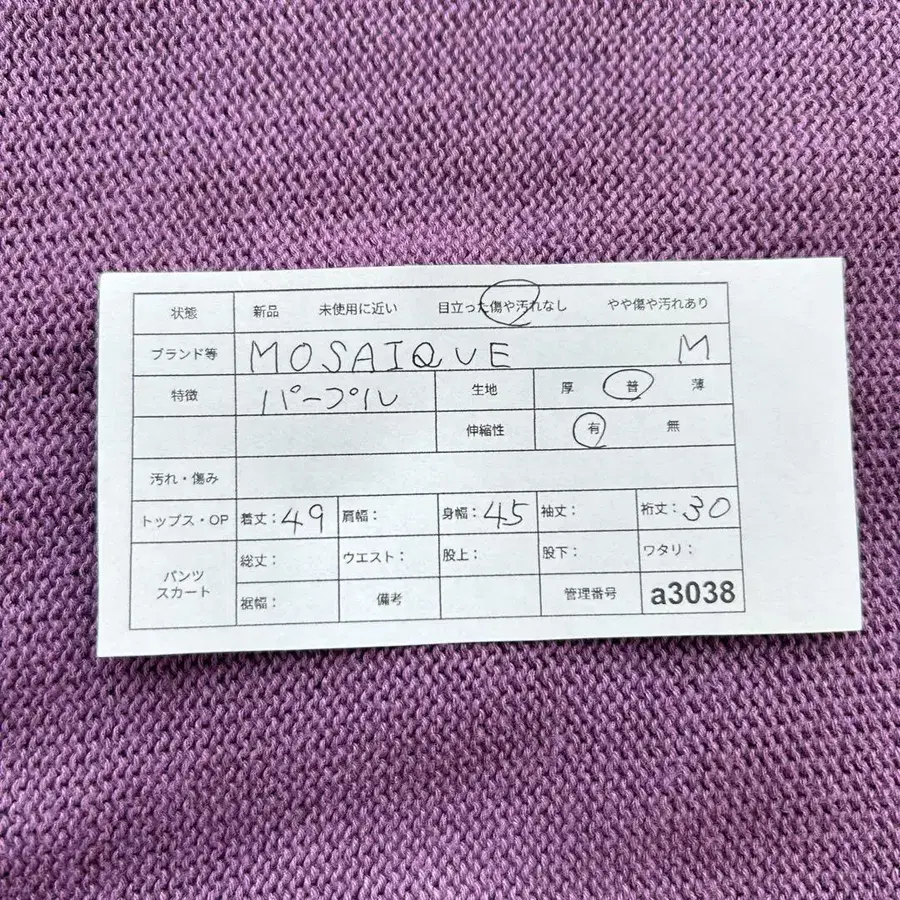 状態 新品 未使用に近い 目立った傷や汚れなし やや傷や汚れあり
ブランド等 MOSAIQUE M
特徴 パープル 生地 厚 普 薄
伸縮性 有 無
汚れ・傷み
トップス・OP 着丈：49 肩幅： 身幅：45 袖丈： 裄丈：30
パンツ スカート 総丈： ウエスト： 股上： 股下： ワタリ：
裾幅： 備考 管理番号 a3038